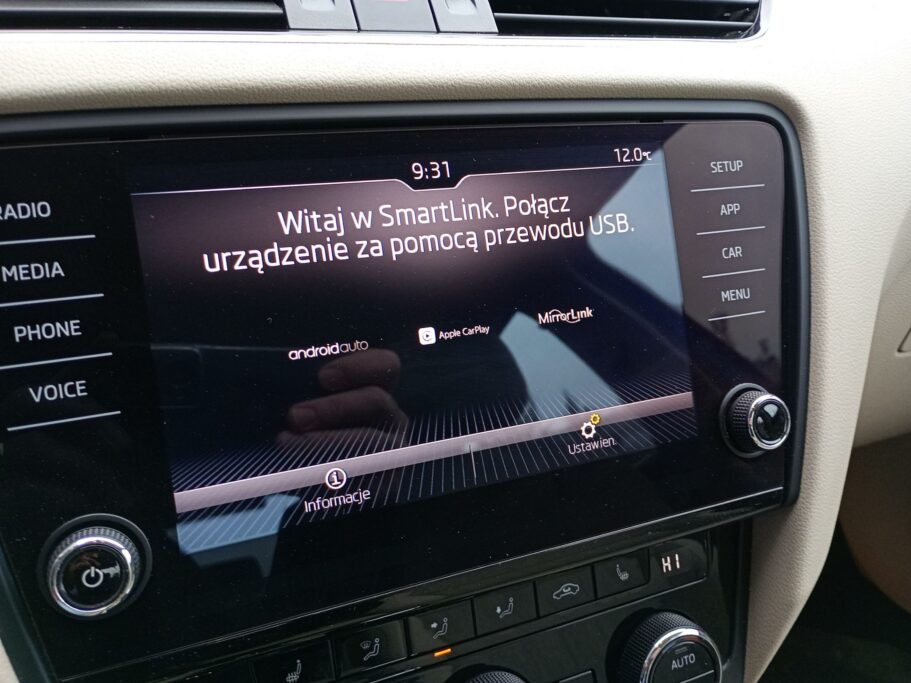 9:31
12.0°C
Witaj w SmartLink. Połącz
urządzenie za pomocą przewodu USB.
androidauto
Apple CarPlay
MirrorLink
Informacje
Ustawien.
RADIO
MEDIA
PHONE
VOICE
SETUP
APP
CAR
MENU
HI
AUTO